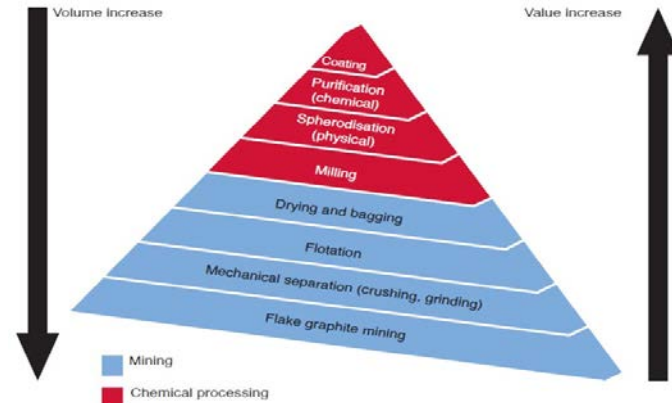 Volume increase
Value increase
Coating
Purification
(chemical)
Spherodisation
(physical)
Milling
Drying and bagging
Flotation
Mechanical separation (crushing, grinding)
Flake graphite mining
Mining
Chemical processing